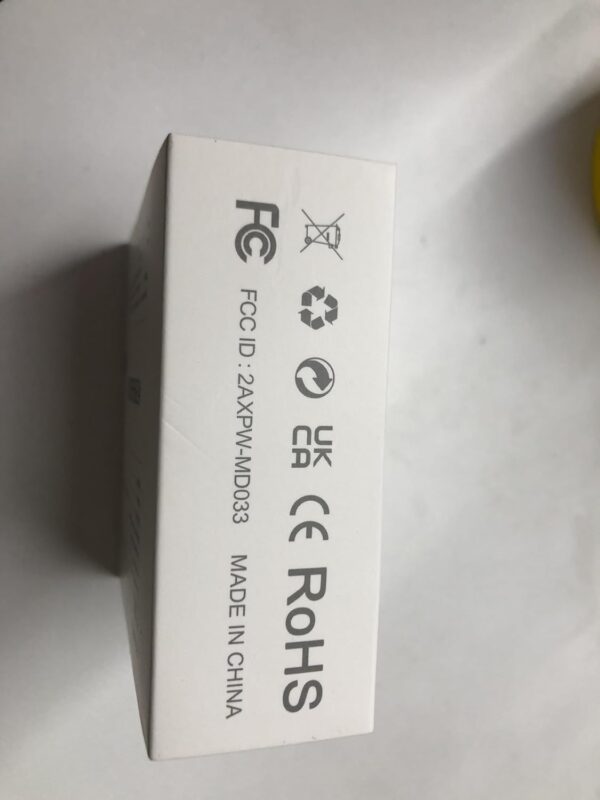 UK
CA
CE
RoHS
FC
FCC ID : 2AXPW-MD033
MADE IN CHINA